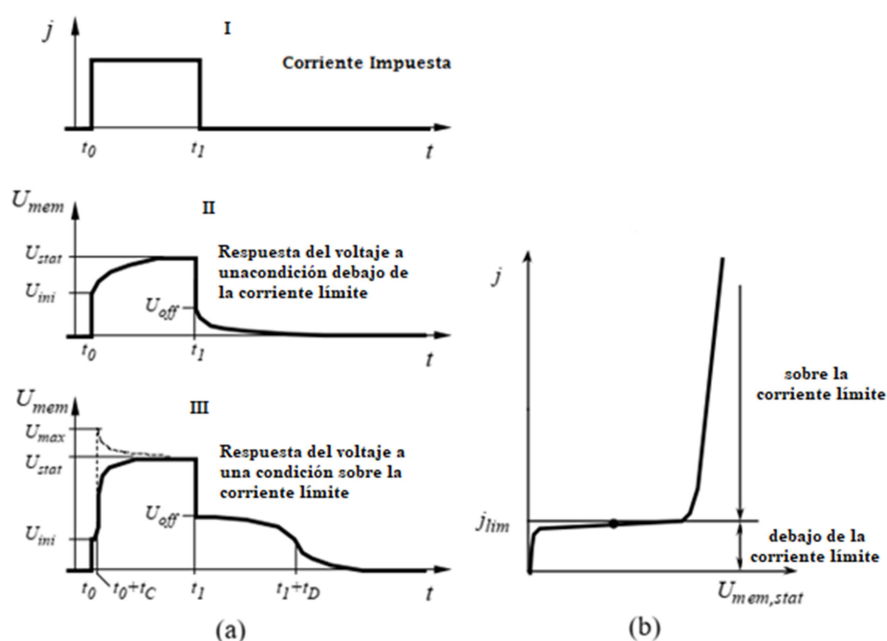 I
j
Corriente Impuesta
t0
t1
t
Umem
II
Ustat
Uini
Respuesta del voltaje a
unacondición debajo de
la corriente límite
Uoff
t0
t1
t
Umem
III
Umax
Ustat
Uini
Respuesta del voltaje a
una condición sobre la
corriente límite
Uoff
t0
t0+tC
t1
t1+tD
t
(a)
j
sobre la
corriente límite
jlim
debajo de la
corriente límite
Umem,stat
(b)